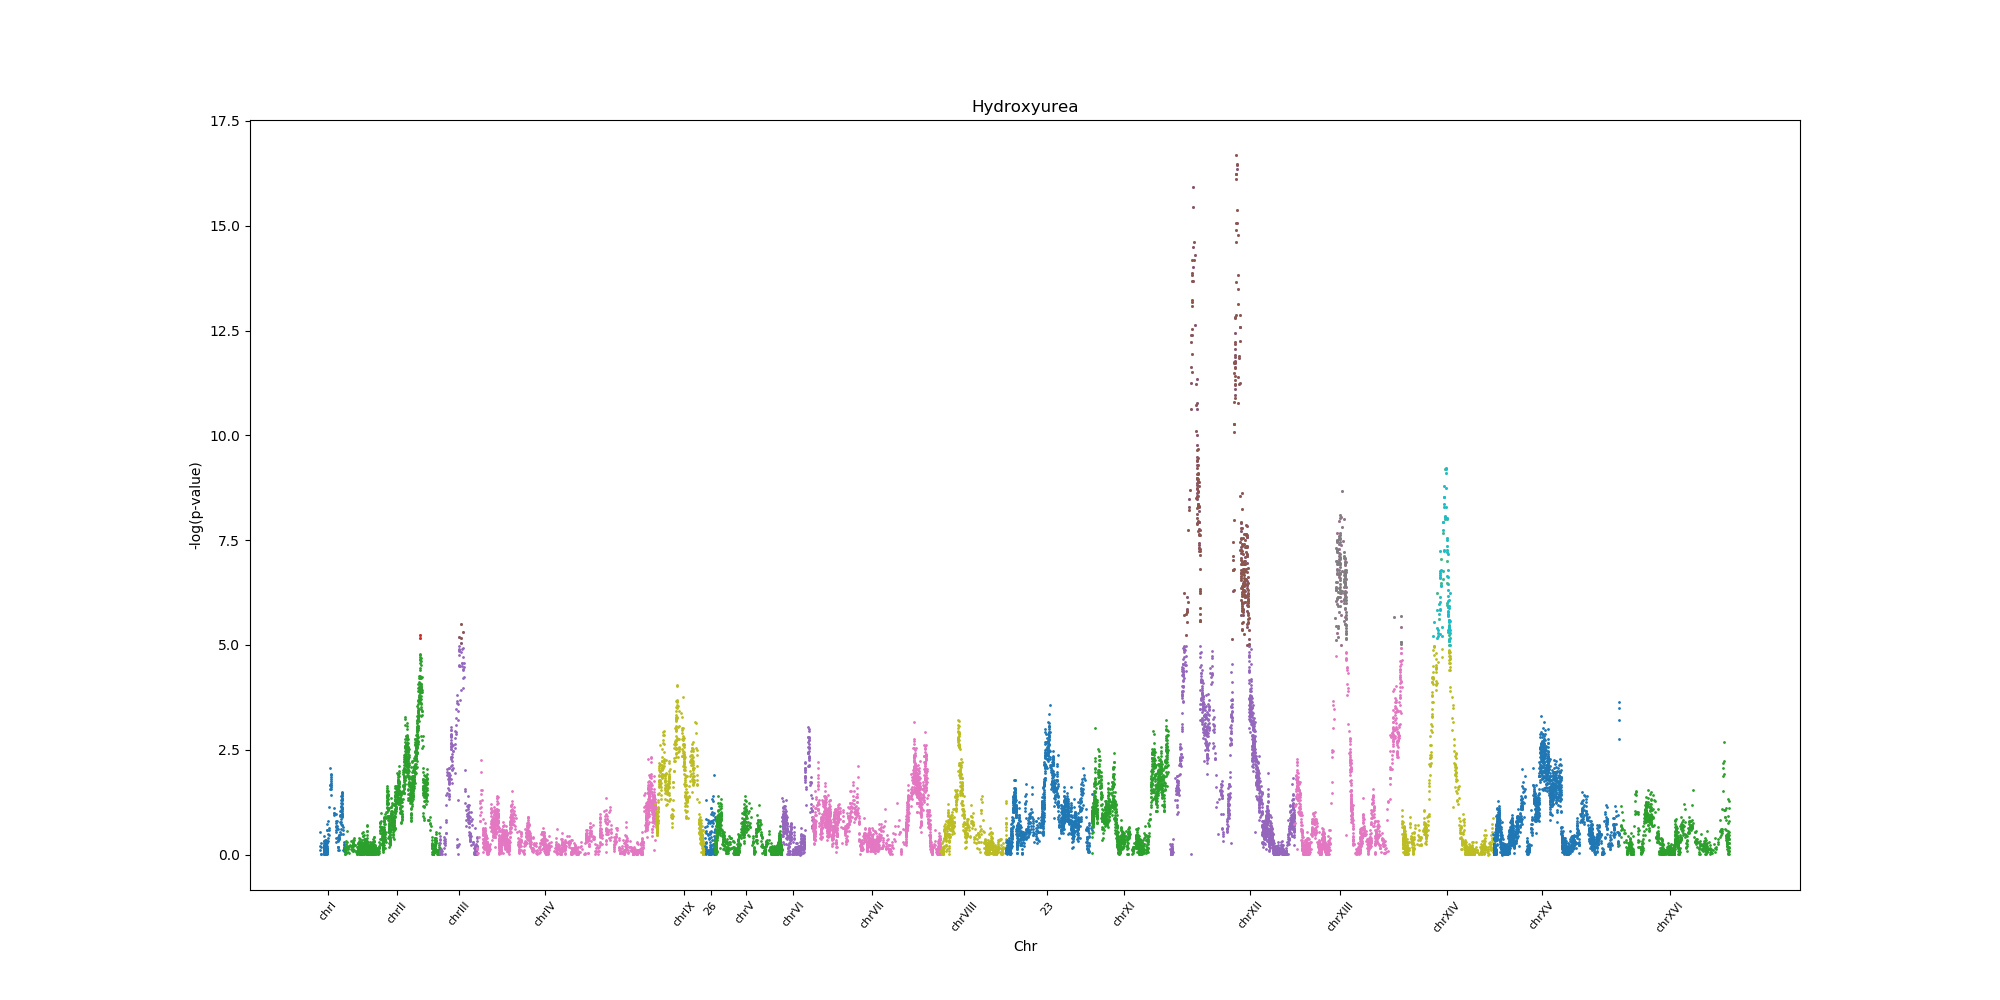 Hydroxyurea
17.5
15.0
12.5
10.0
7.5
5.0
2.5
0.0
-log(p-value)
chrI
chrII
chrIII
chrIV
chrIX
26
chrV
chrVI
chrVII
chrVIII
23
chrXI
chrXII
chrXIII
chrXIV
chrXV
chrXVI
Chr